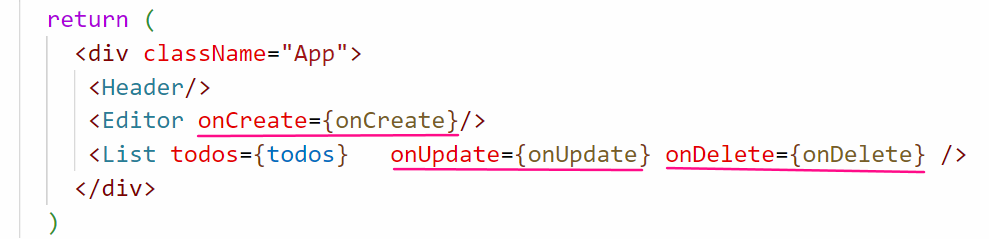 return (
<div className="App">
<Header/>
<Editor onCreate={onCreate}/>
<List todos={todos}   onUpdate={onUpdate} onDelete={onDelete} />
</div>
)